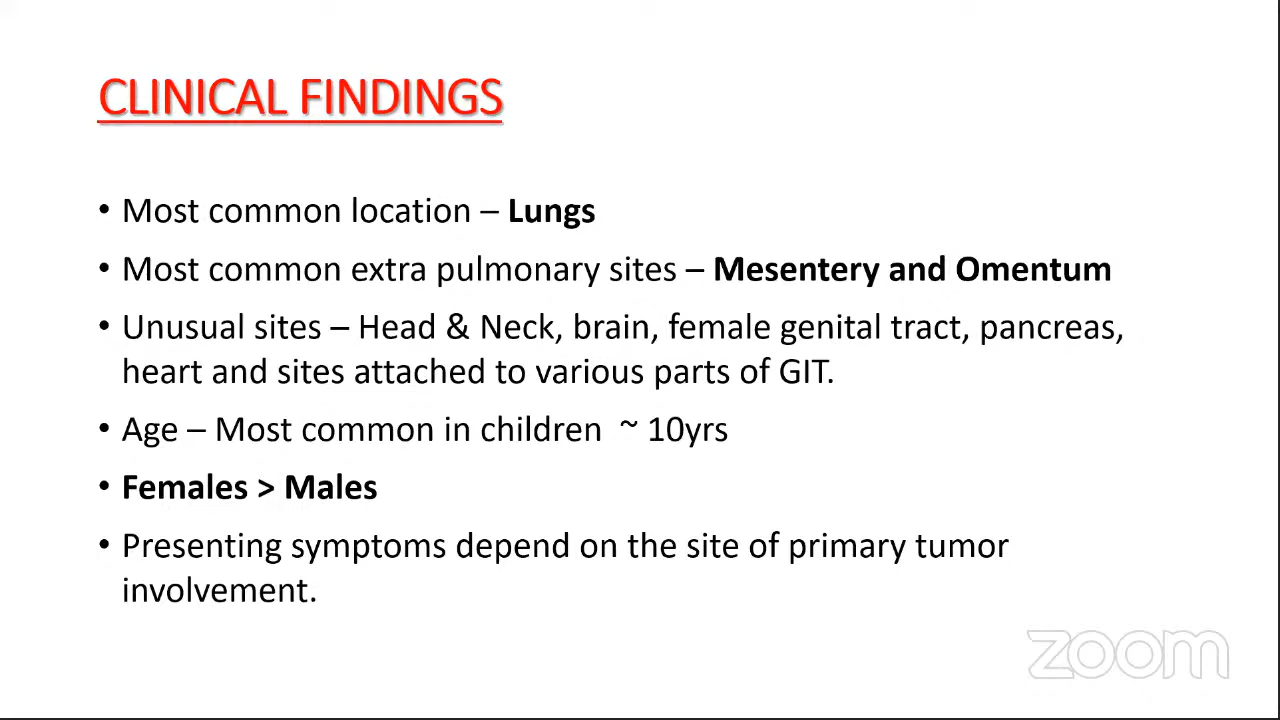 CLINICAL FINDINGS
• Most common location – Lungs
• Most common extra pulmonary sites – Mesentery and Omentum
• Unusual sites – Head & Neck, brain, female genital tract, pancreas,
heart and sites attached to various parts of GIT.
• Age – Most common in children ~ 10yrs
• Females > Males
• Presenting symptoms depend on the site of primary tumor
involvement.
zoom